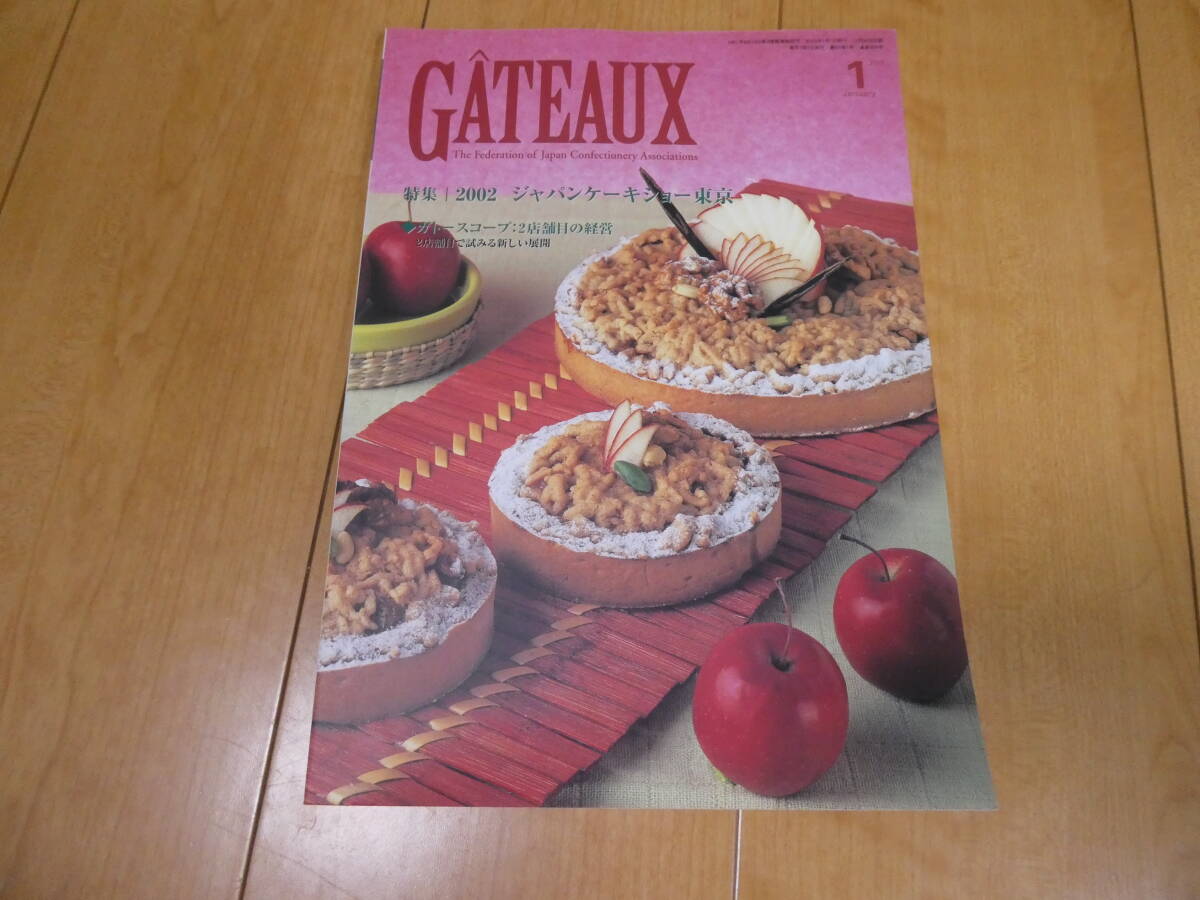 GÂTEAUX
The Federation of Japan Confectionery Associations
1
January
特集 | 2002 ジャパンケーキショー東京
ガトースコープ:2店舗目の経営
2店舗目で試みる新しい展開